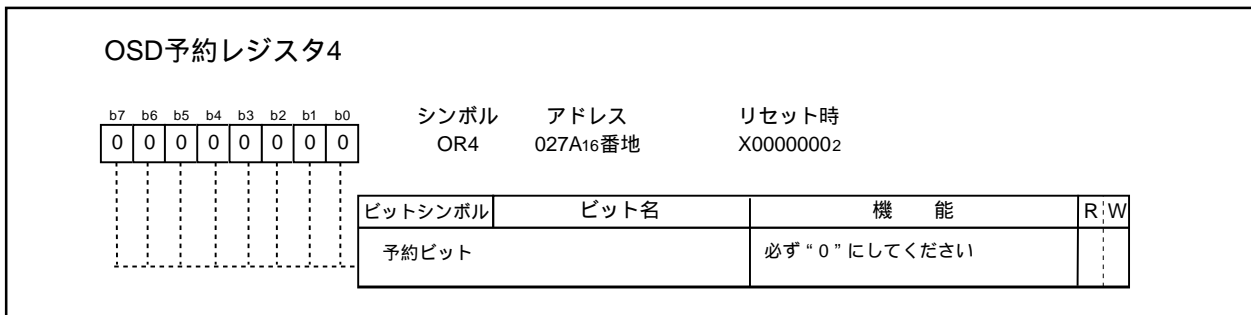 OSD予約レジスタ4
b7 b6 b5 b4 b3 b2 b1 b0 シンボル アドレス リセット時
0 0 0 0 0 0 0 0 OR4 027A16番地 X00000002
ビットシンボル ビット名 機 能 R W
予約ビット 必ず“0”にしてください